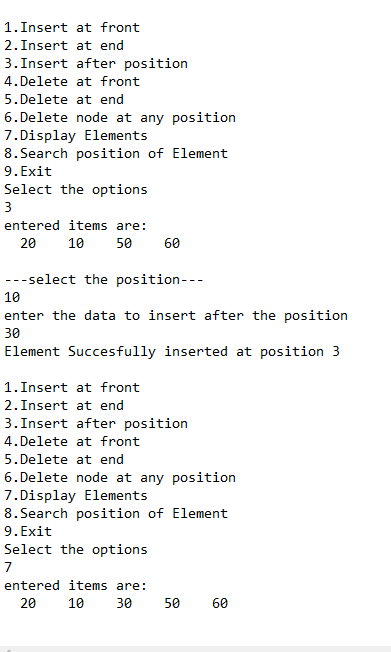 1.Insert at front
2.Insert at end
3.Insert after position
4.Delete at front
5.Delete at end
6.Delete node at any position
7.Display Elements
8.Search position of Element
9.Exit
Select the options
3
entered items are:
20 10 50 60
---select the position---
10
enter the data to insert after the position
30
Element Succesfully inserted at position 3
1.Insert at front
2.Insert at end
3.Insert after position
4.Delete at front
5.Delete at end
6.Delete node at any position
7.Display Elements
8.Search position of Element
9.Exit
Select the options
7
entered items are:
20 10 30 50 60